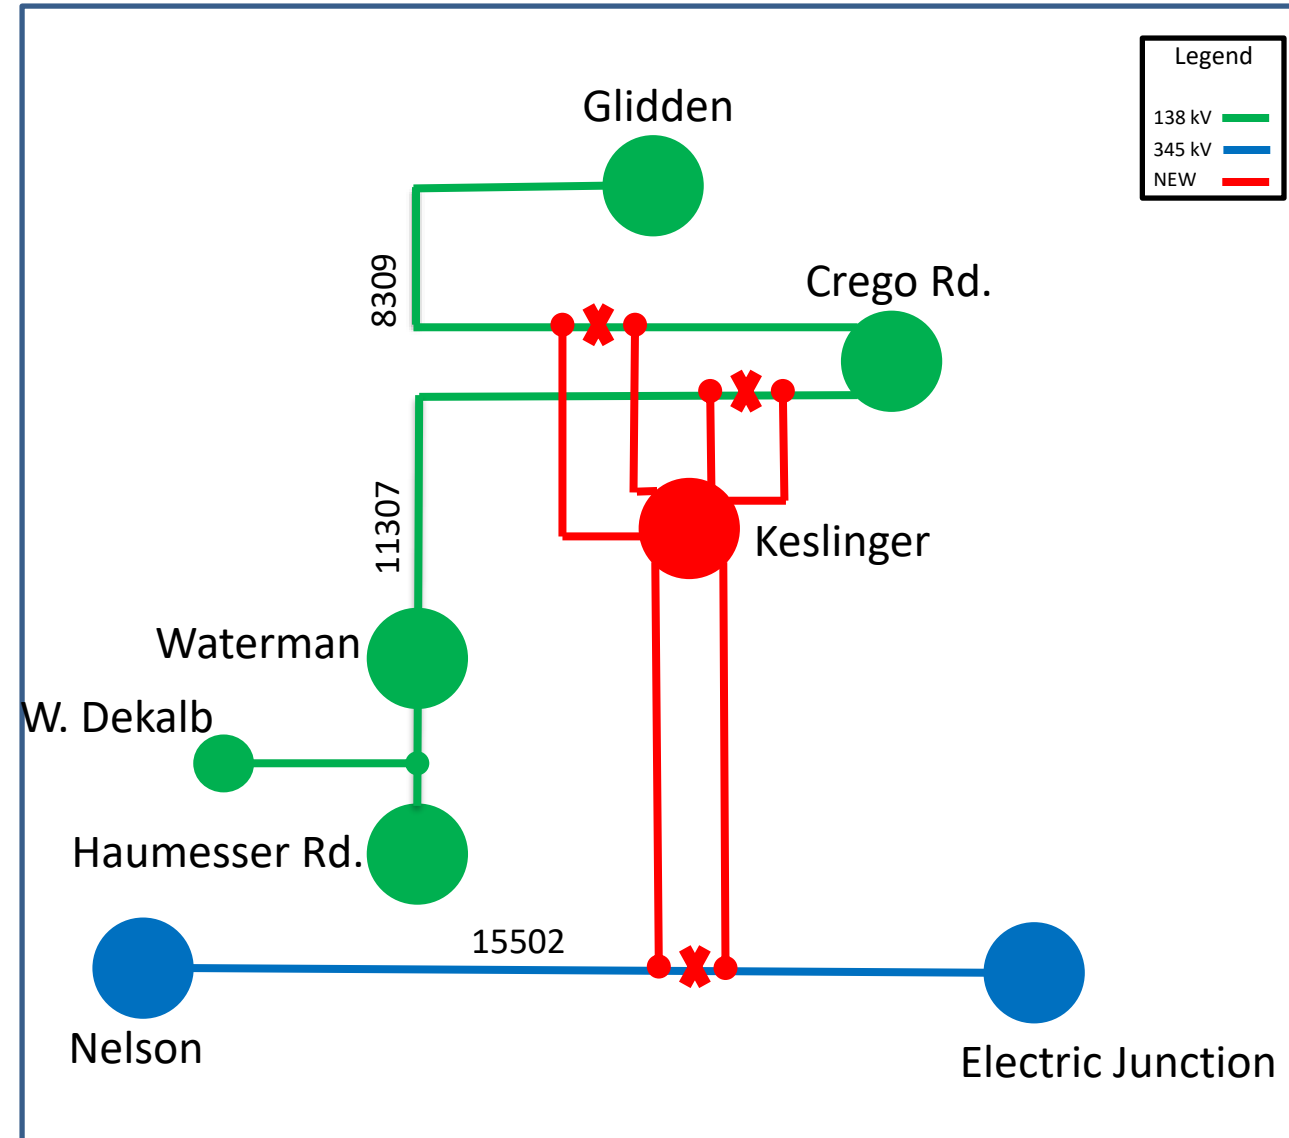 Legend
138 kV
345 kV
NEW
Glidden
Crego Rd.
8309
11307
Keslinger
Waterman
W. Dekalb
Haumesser Rd.
15502
Nelson
Electric Junction